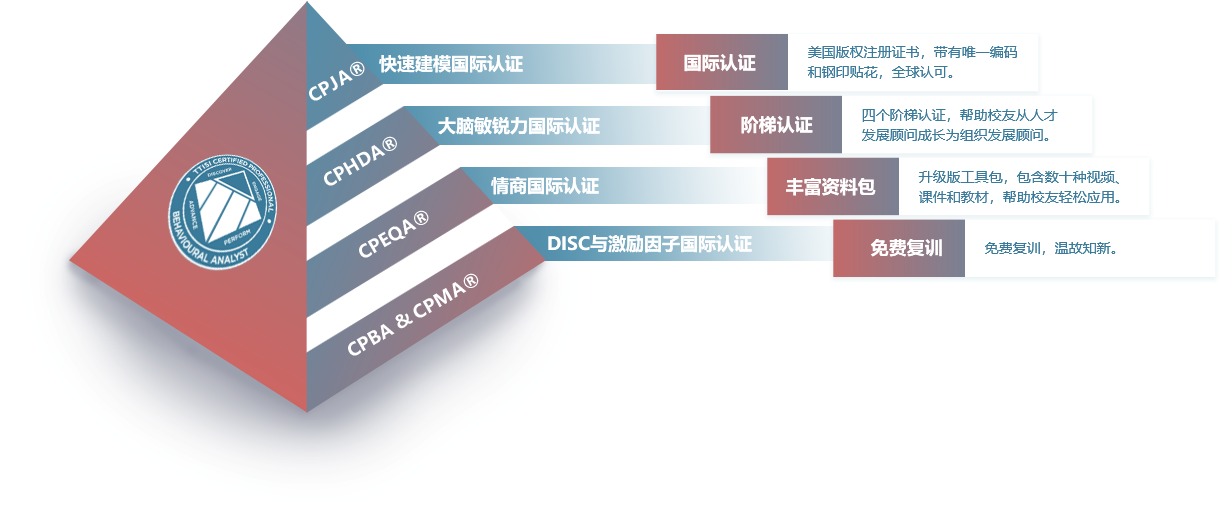 CPJA®
快速建模国际认证
国际认证
美国版权注册证书，带有唯一编码
和钢印贴花，全球认可。
CPHDA®
大脑敏锐力国际认证
阶梯认证
四个阶梯认证，帮助校友从人才
发展顾问成长为组织发展顾问。
CPEQA®
情商国际认证
丰富资料包
升级版工具包，包含数十种视频、
课件和教材，帮助校友轻松应用。
CPBA & CPMA®
DISC与激励因子国际认证
免费复训
免费复训，温故知新。
TTISI CERTIFIED PROFESSIONAL
BEHAVIOURAL ANALYST
DISCOVER
ENGAGE
ADVANCE
PERFORM